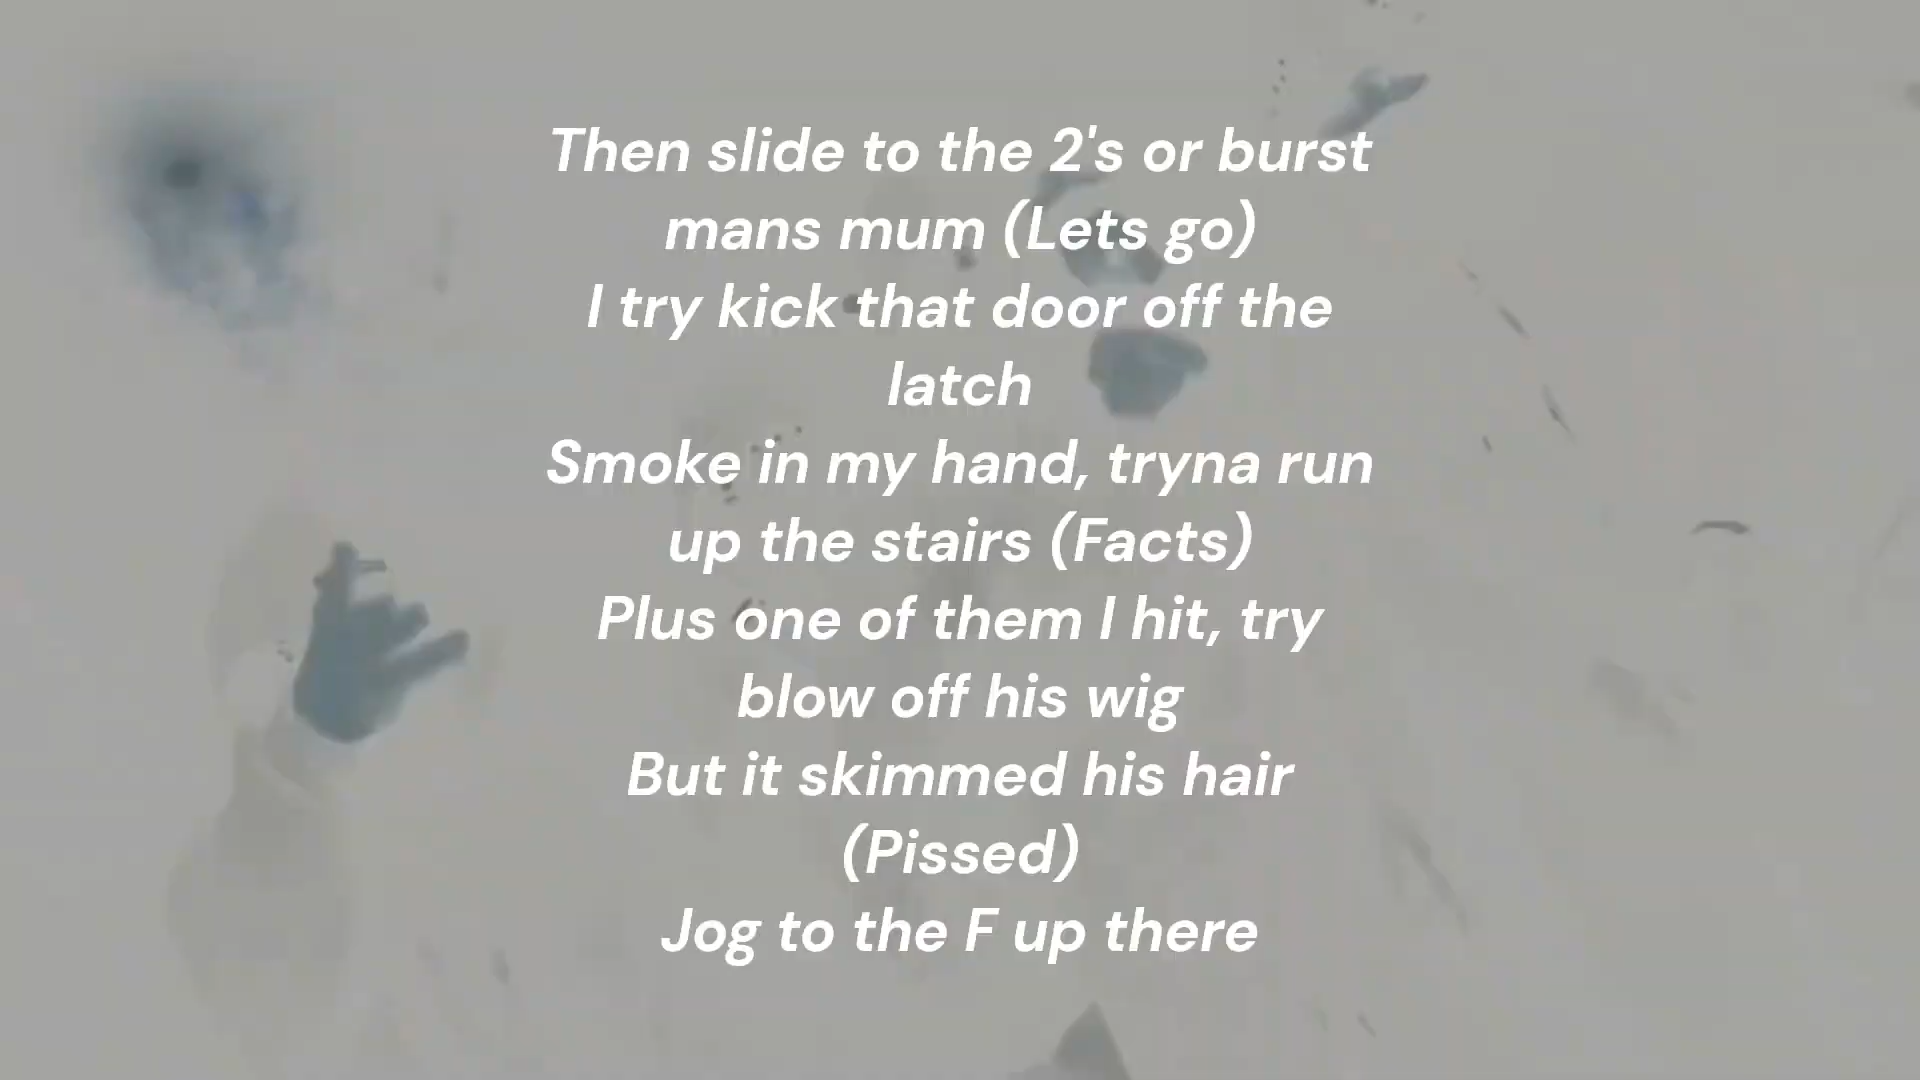 Then slide to the 2's or burst
mans mum (Lets go)
I try kick that door off the
latch
Smoke in my hand, tryna run
up the stairs (Facts)
Plus one of them I hit, try
blow off his wig
But it skimmed his hair
(Pissed)
Jog to the F up there